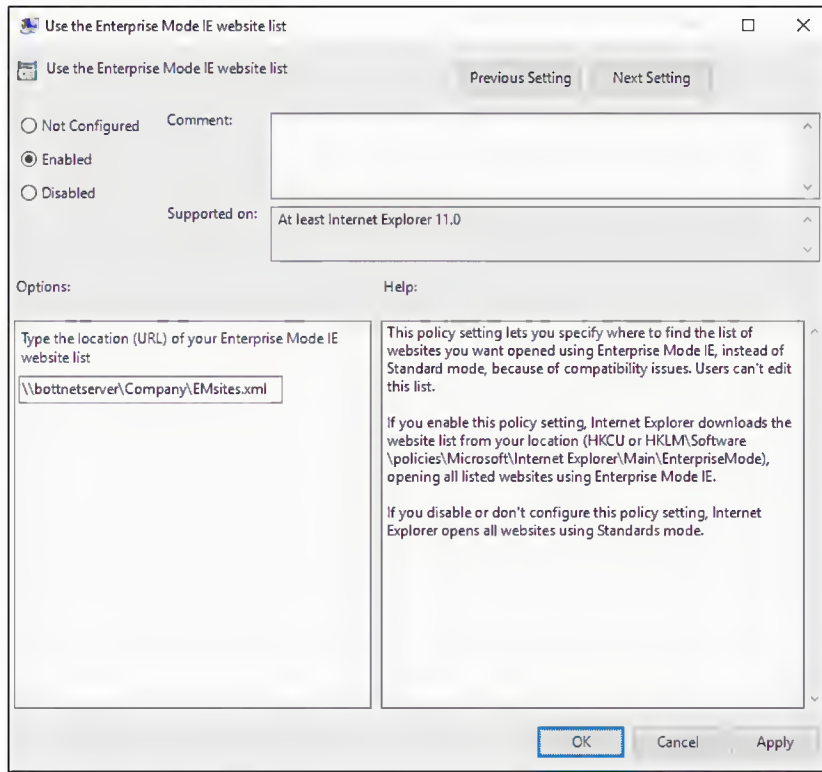 Use the Enterprise Mode IE website list
Use the Enterprise Mode IE website list
Previous Setting
Next Setting
Not Configured
Comment:
Enabled
Disabled
Supported on:
At least Internet Explorer 11.0
Options:
Help:
Type the location (URL) of your Enterprise Mode IE
website list
\\bottnetserver\Company\EMsites.xml
This policy setting lets you specify where to find the list of
websites you want opened using Enterprise Mode IE, instead of
Standard mode, because of compatibility issues. Users can't edit
this list.
If you enable this policy setting, Internet Explorer downloads the
website list from your location (HKCU or HKLM\Software
\policies\Microsoft\Internet Explorer\Main\EnterpriseMode),
opening all listed websites using Enterprise Mode IE.
If you disable or don't configure this policy setting, Internet
Explorer opens all websites using Standards mode.
OK
Cancel
Apply